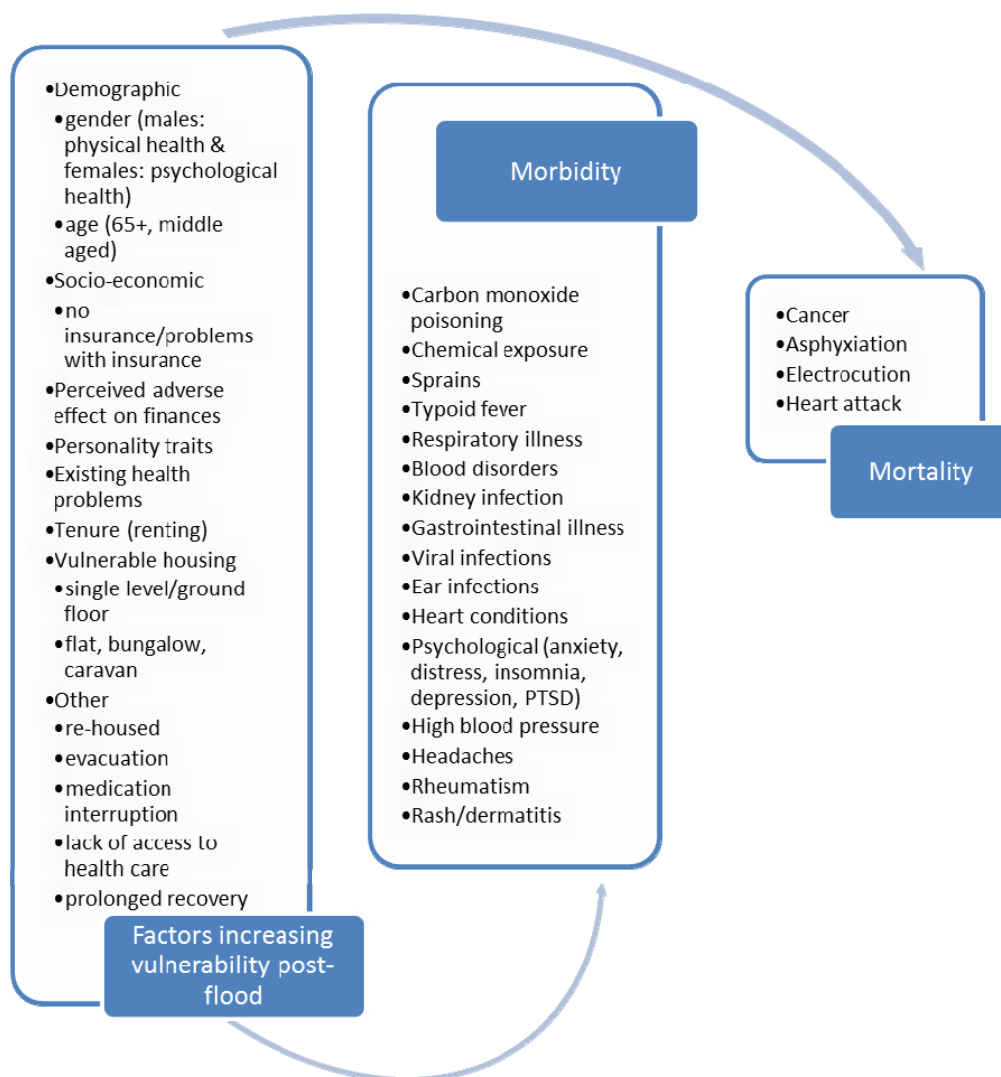 •Demographic
•gender (males:
physical health &
females: psychological
health)
•age (65+, middle
aged)
•Socio-economic
•no
insurance/problems
with insurance
•Perceived adverse
effect on finances
•Personality traits
•Existing health
problems
•Tenure (renting)
•Vulnerable housing
•single level/ground
floor
•flat, bungalow,
caravan
•Other
•re-housed
•evacuation
•medication
interruption
•lack of access to
health care
•prolonged recovery
Factors increasing
vulnerability post-
flood
Morbidity
•Carbon monoxide
poisoning
•Chemical exposure
•Sprains
•Typoid fever
•Respiratory illness
•Blood disorders
•Kidney infection
•Gastrointestinal illness
•Viral infections
•Ear infections
•Heart conditions
•Psychological (anxiety,
distress, insomnia,
depression, PTSD)
•High blood pressure
•Headaches
•Rheumatism
•Rash/dermatitis
•Cancer
•Asphyxiation
•Electrocution
•Heart attack
Mortality